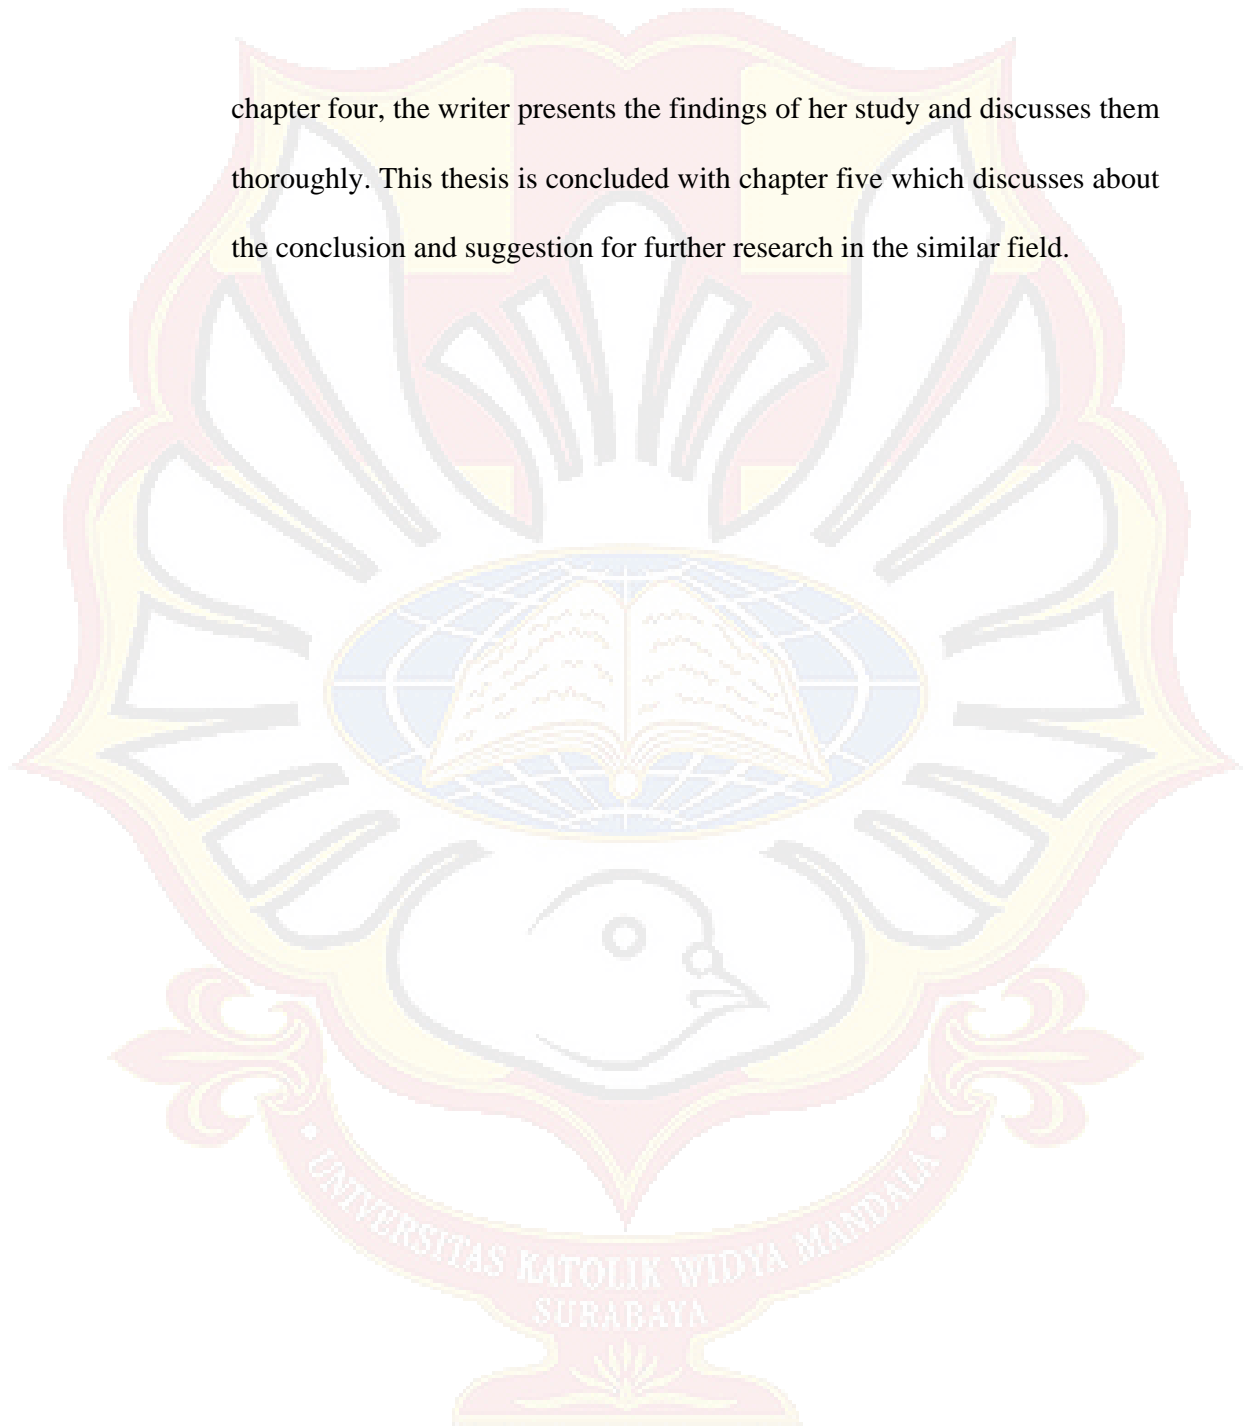 chapter four, the writer presents the findings of her study and discusses them
thoroughly. This thesis is concluded with chapter five which discusses about
the conclusion and suggestion for further research in the similar field.
UNIVERSITAS KATOLIK WIDYA MANDALA
SURABAYA